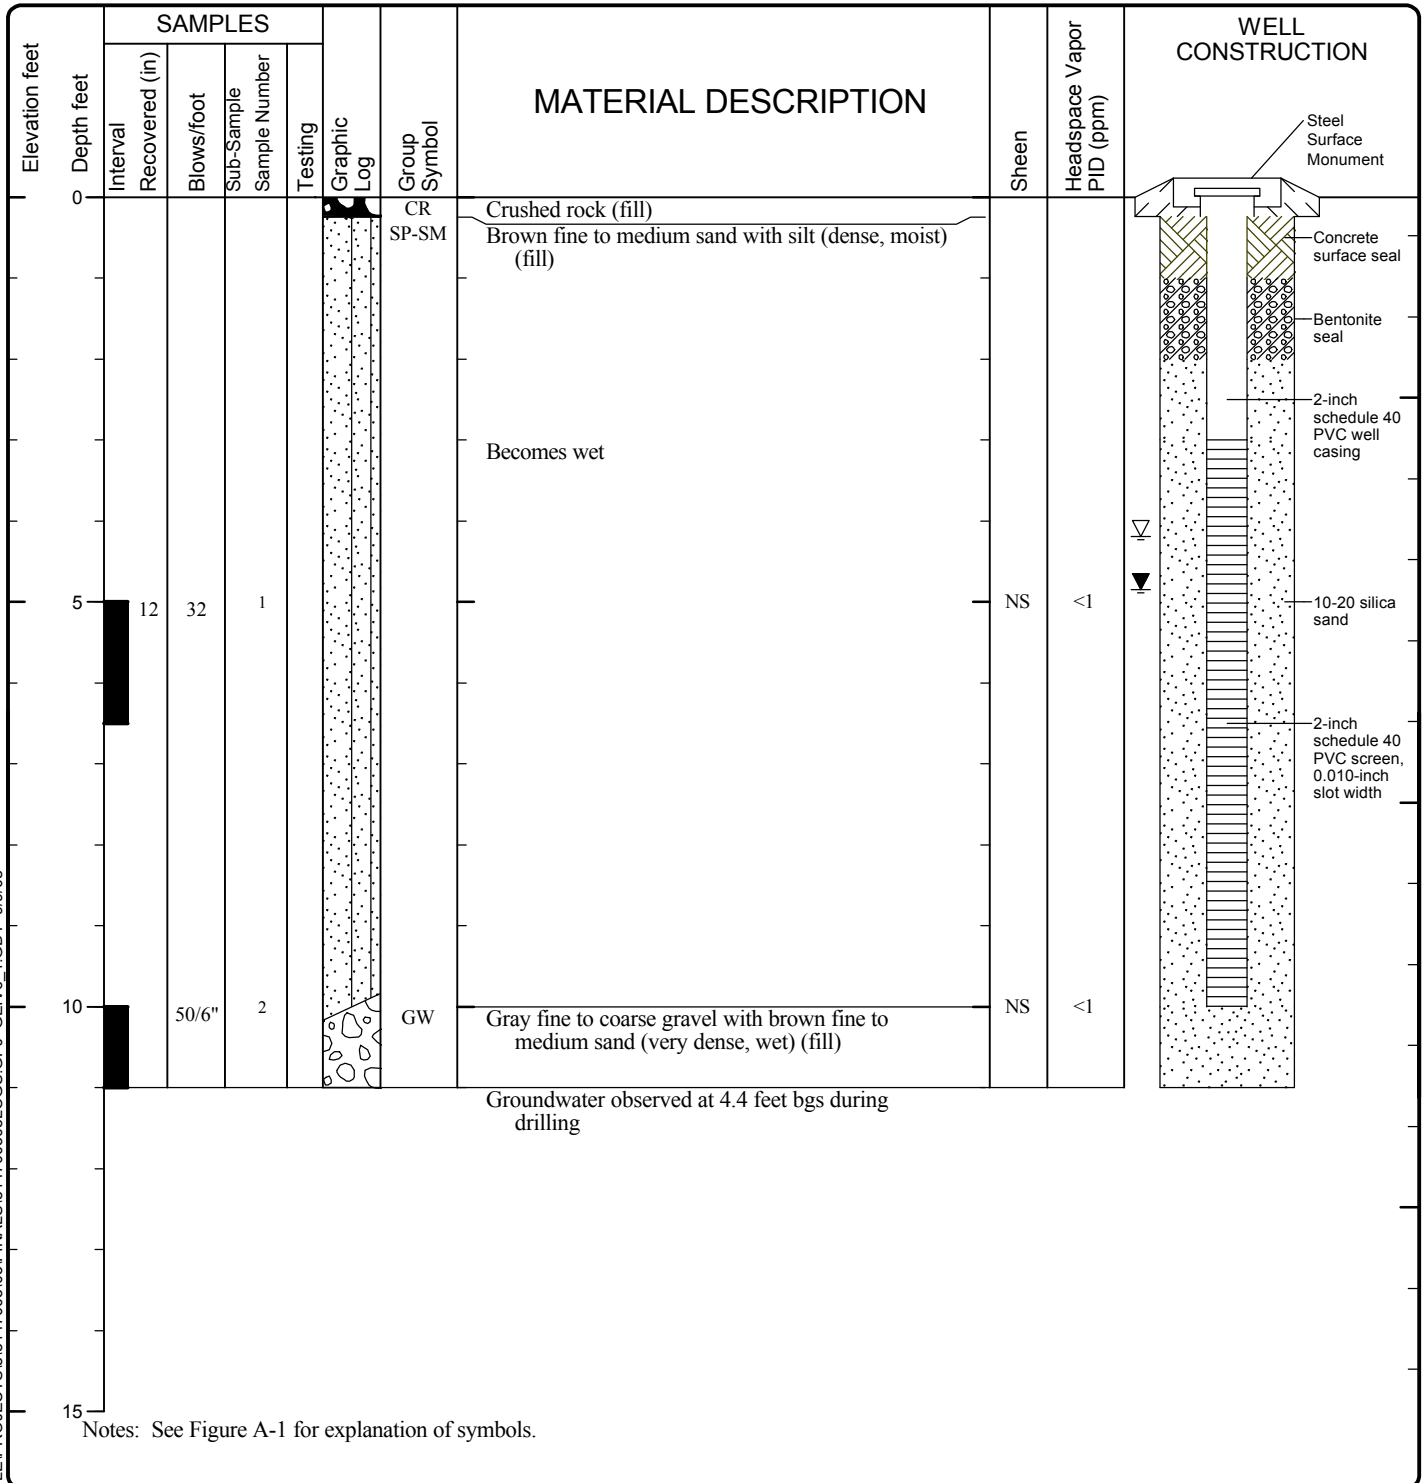 SAMPLES
Elevation feet
Depth feet
Interval
Recovered (in)
Blows/foot
Sub-Sample
Sample Number
Testing
Graphic
Log
Group
Symbol
MATERIAL DESCRIPTION
Sheen
Headspace Vapor
PID (ppm)
WELL
CONSTRUCTION
Steel
Surface
Monument
0
CR
Crushed rock (fill)
SP-SM
Brown fine to medium sand with silt (dense, moist)
(fill)
Concrete
surface seal
Bentonite
seal
2-inch
schedule 40
PVC well
casing
Becomes wet
5
12
32
1
NS
<1
10-20 silica
sand
2-inch
schedule 40
PVC screen,
0.010-inch
slot width
10
50/6"
2
GW
Gray fine to coarse gravel with brown fine to
medium sand (very dense, wet) (fill)
NS
<1
Groundwater observed at 4.4 feet bgs during
drilling
15
Notes: See Figure A-1 for explanation of symbols.